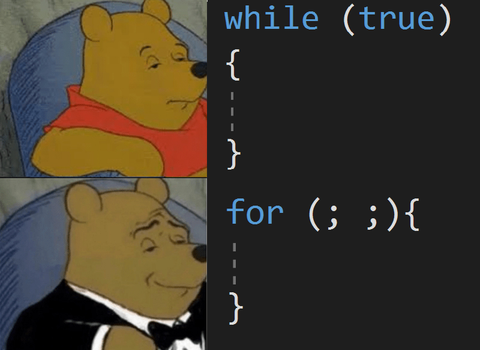 while (true)
{
}
for (; ;){
}